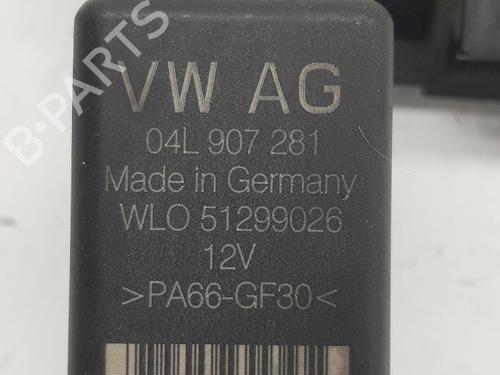 VW AG
04L 907 281
Made in Germany
WLO 51299026
12V
>PA66-GF30<
B-PARTS